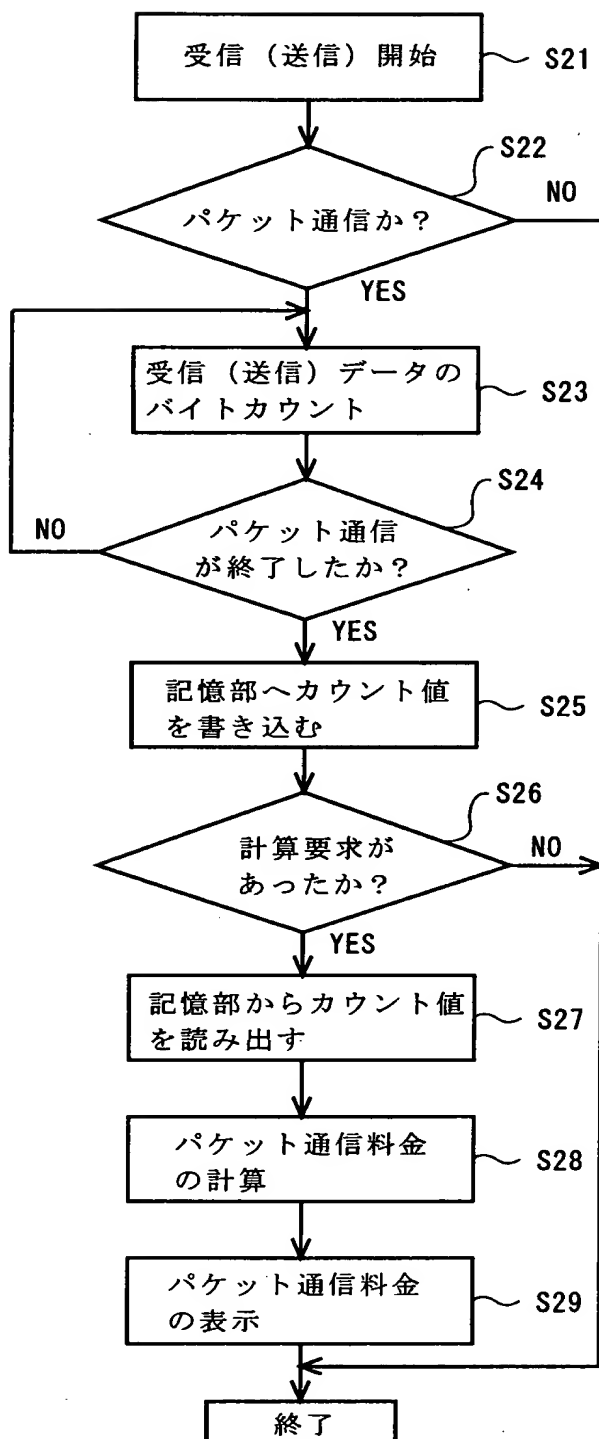 受信（送信）開始
S21
S22
パケット通信か？
NO
YES
受信（送信）データの
バイトカウント
S23
S24
パケット通信
が終了したか？
NO
YES
記憶部へカウント値
を書き込む
S25
S26
計算要求が
あったか？
NO
YES
記憶部からカウント値
を読み出す
S27
パケット通信料金
の計算
S28
パケット通信料金
の表示
S29
終了